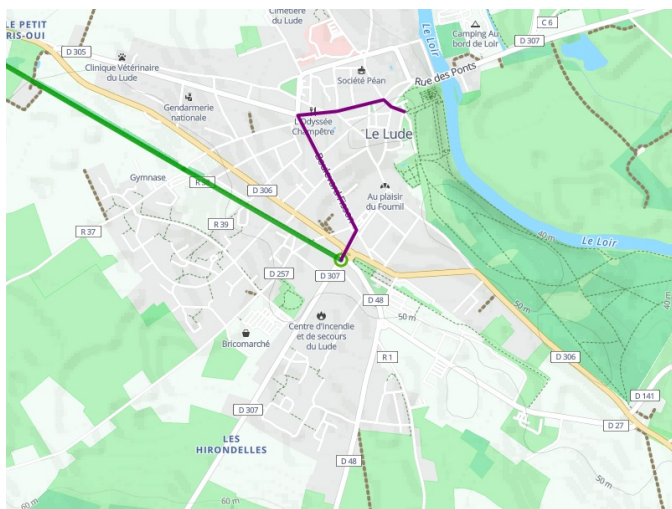 Cimetière
du Lude
LE PETIT
RIS-OUI
D 305
Clinique Vétérinaire
du Lude
Société Péan
Camping Au
bord de Loir
C 6
D 307
Le Loir
Rue des Ponts
Gendarmerie
nationale
L'Odyssée
Champêtre
Le Lude
Gymnase
D 306
Au plaisir
du Fournil
R 37
R 39
40 m
Le Loir
D 257
D 307
D 48
50 m
50 m
Centre d'incendie
et de secours
du Lude
Bricomarché
R 1
D 306
D 141
D 27
D 307
LES
HIRONDELLES
D 48
50 m
60 m
60 m